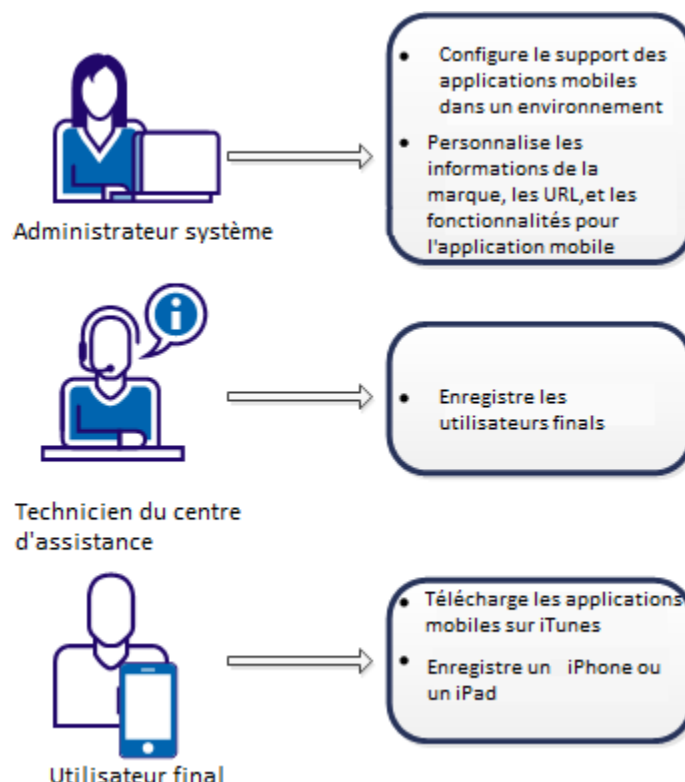 Configure le support des
applications mobiles
dans un environnement
Personnalise les
informations de la
marque, les URL,et les
fonctionnalités pour
l'application mobile
Administrateur système
Enregistre les
utilisateurs finals
Technicien du centre
d'assistance
Télécharge les applications
mobiles sur iTunes
Enregistre un iPhone ou
un iPad
Utilisateur final